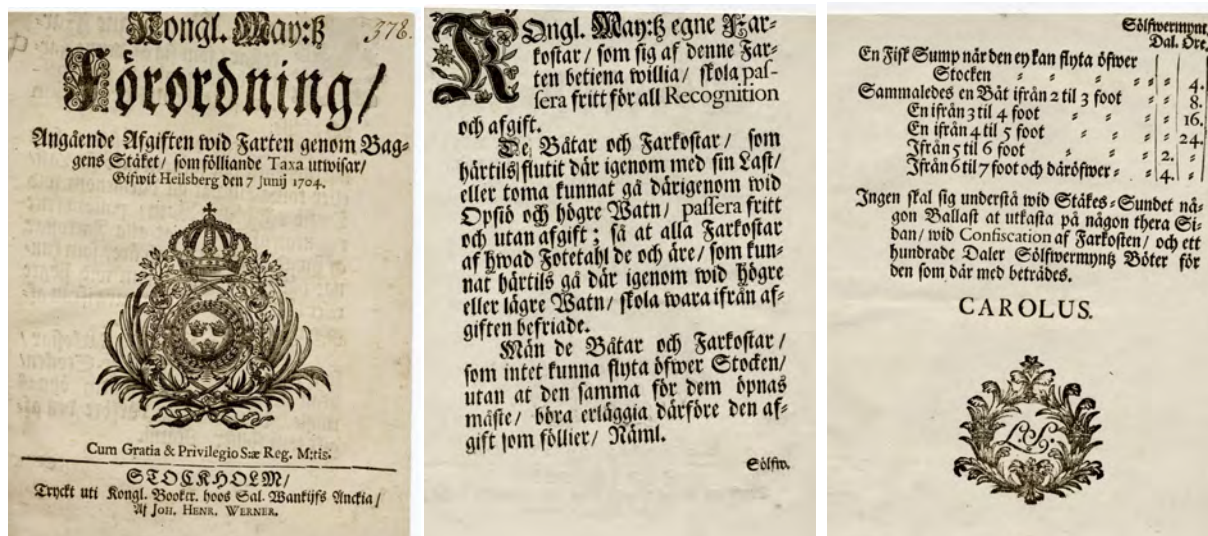 Kongl. May:tz
378.
Förordning/
Angående Afgiften wid Farten genom Bag-
gens Stäket/ som fölliande Taxa utwisar/
Gifwit Heilsberg den 7 Junij 1704.
Cum Gratia & Privilegio S:æ Reg. M:tis.
STOCKHOLM/
Tryckt uti Kongl. Booktr. hoos Sal. Wankijfs Änckia/
Af JOH. HENR. WERNER.
KOngl. May:tz egne Far-
kostar/ som sig af denne Far-
ten betiena willia/ skola pas-
sera fritt för all Recognition
och afgift.
De Båtar och Farkostar/ som
härtils flutit där igenom med sin Last/
eller toma kunnat gå därigenom wid
Opsiö och högre Watn/ passera fritt
och utan afgift; så at alla Farkostar
af hwad Fotetahl de och äre/ som kun-
nat härtils gå där igenom wid högre
eller lägre Watn/ skola wara ifrån af-
giften befriade.
Män de Båtar och Farkostar/
som intet kunna flyta öfwer Stocken/
utan at den samma för dem öpnas
måste/ böra erläggia därföre den af-
gift som föllier/ Näml.
Sölfw.
Sölfwermynt.
Dal. Öre.
En Fisk Sump när den ey kan flyta öfwer
Stocken - - - - - 4.
Sammaledes en Båt ifrån 2 til 3 foot - - 8.
En ifrån 3 til 4 foot - - - - 16.
En ifrån 4 til 5 foot - - - - 24.
Ifrån 5 til 6 foot - - - 2. -
Ifrån 6 til 7 foot och däröfwer - - 4. -
Ingen skal sig understå wid Stäkes-Sundet nå-
gon Ballast at utkasta på någon thera Si-
dan/ wid Confiscation af Farkosten/ och ett
hundrade Daler Sölfwermyntz Böter för
den som där med beträdes.
CAROLUS.
L.S.